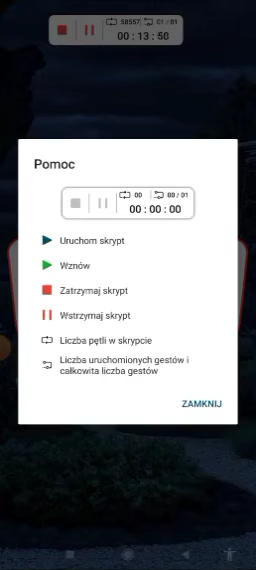 58557 01 / 01
00 : 13 : 50
Pomoc
00 00 / 01
00 : 00 : 00
Uruchom skrypt
Wznów
Zatrzymaj skrypt
Wstrzymaj skrypt
Liczba pętli w skrypcie
Liczba uruchomionych gestów i
całkowita liczba gestów
ZAMKNIJ